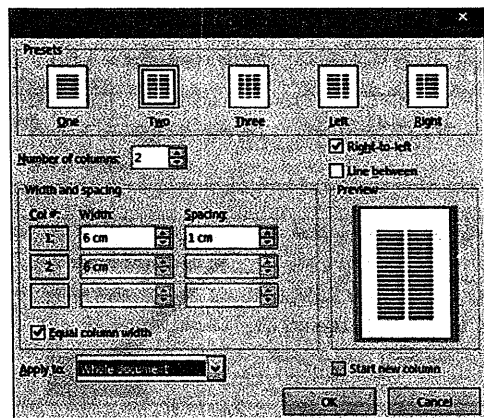 Presets
One Two Three Left Right
Number of columns: 2
Right-to-left
Line between
Width and spacing
Col #: Width: Spacing:
1: 6 cm 1 cm
2: 6 cm
Equal column width
Preview
Apply to: Whole document
Start new column
OK Cancel